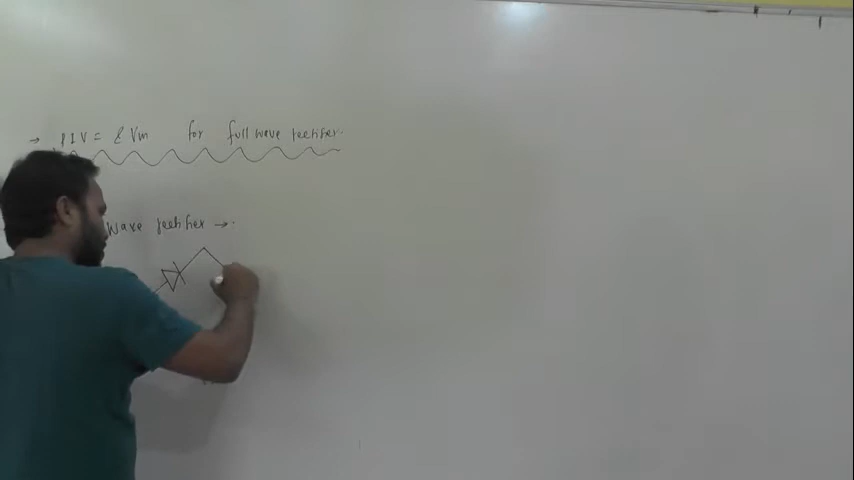 → PIV = 2 Vm for full wave rectifier.
Wave rectifier →: